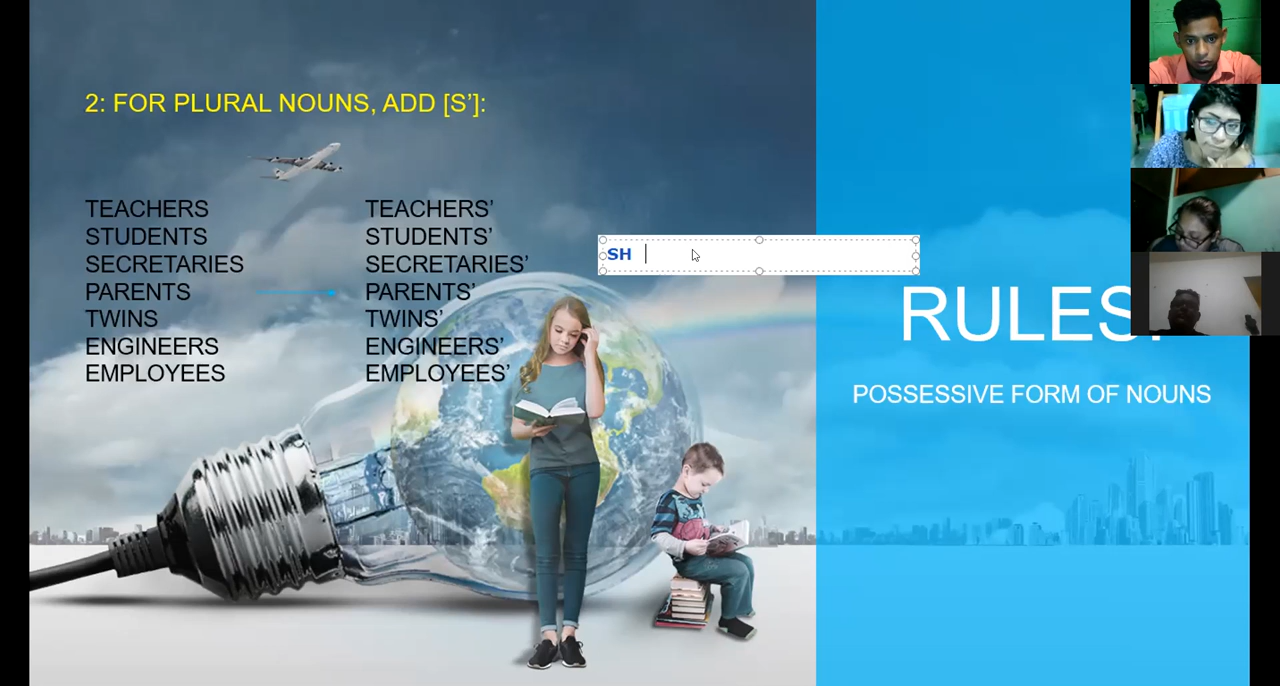 2: FOR PLURAL NOUNS, ADD [S’]:
TEACHERS TEACHERS’
STUDENTS STUDENTS’
SECRETARIES SECRETARIES’
PARENTS PARENTS’
TWINS TWINS’
ENGINEERS ENGINEERS’
EMPLOYEES EMPLOYEES’
SH
RULES
POSSESSIVE FORM OF NOUNS